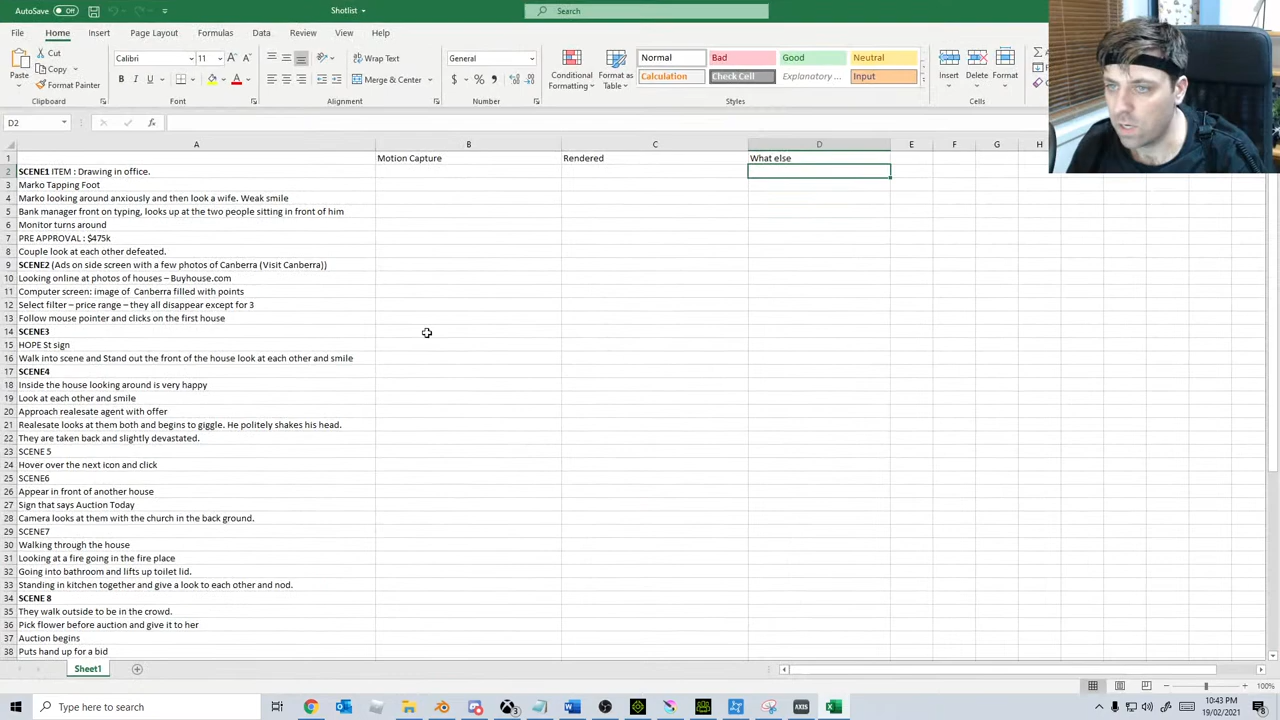 AutoSave Off Shotlist Search
File Home Insert Page Layout Formulas Data Review View Help
Cut
Copy
Format Painter
Paste
Clipboard
Calibri 11
B I U
Font
Wrap Text
Merge & Center
Alignment
General
$ %
Number
Conditional Formatting
Format as Table
Normal Bad Good Neutral
Calculation Check Cell Explanatory ... Input
Styles
Insert Delete Format
Cells
D2 fx
A B C D E F G H
1 Motion Capture Rendered What else
2 SCENE1 ITEM : Drawing in office.
3 Marko Tapping Foot
4 Marko looking around anxiously and then look a wife. Weak smile
5 Bank manager front on typing, looks up at the two people sitting in front of him
6 Monitor turns around
7 PRE APPROVAL : $475k
8 Couple look at each other defeated.
9 SCENE2 (Ads on side screen with a few photos of Canberra (Visit Canberra))
10 Looking online at photos of houses – Buyhouse.com
11 Computer screen: image of Canberra filled with points
12 Select filter – price range – they all disappear except for 3
13 Follow mouse pointer and clicks on the first house
14 SCENE3
15 HOPE St sign
16 Walk into scene and Stand out the front of the house look at each other and smile
17 SCENE4
18 Inside the house looking around is very happy
19 Look at each other and smile
20 Approach realesate agent with offer
21 Realesate looks at them both and begins to giggle. He politely shakes his head.
22 They are taken back and slightly devastated.
23 SCENE 5
24 Hover over the next icon and click
25 SCENE6
26 Appear in front of another house
27 Sign that says Auction Today
28 Camera looks at them with the church in the back ground.
29 SCENE7
30 Walking through the house
31 Looking at a fire going in the fire place
32 Going into bathroom and lifts up toilet lid.
33 Standing in kitchen together and give a look to each other and nod.
34 SCENE 8
35 They walk outside to be in the crowd.
36 Pick flower before auction and give it to her
37 Auction begins
38 Puts hand up for a bid
Sheet1
100%
Type here to search
AXIS
10:43 PM
19/02/2021